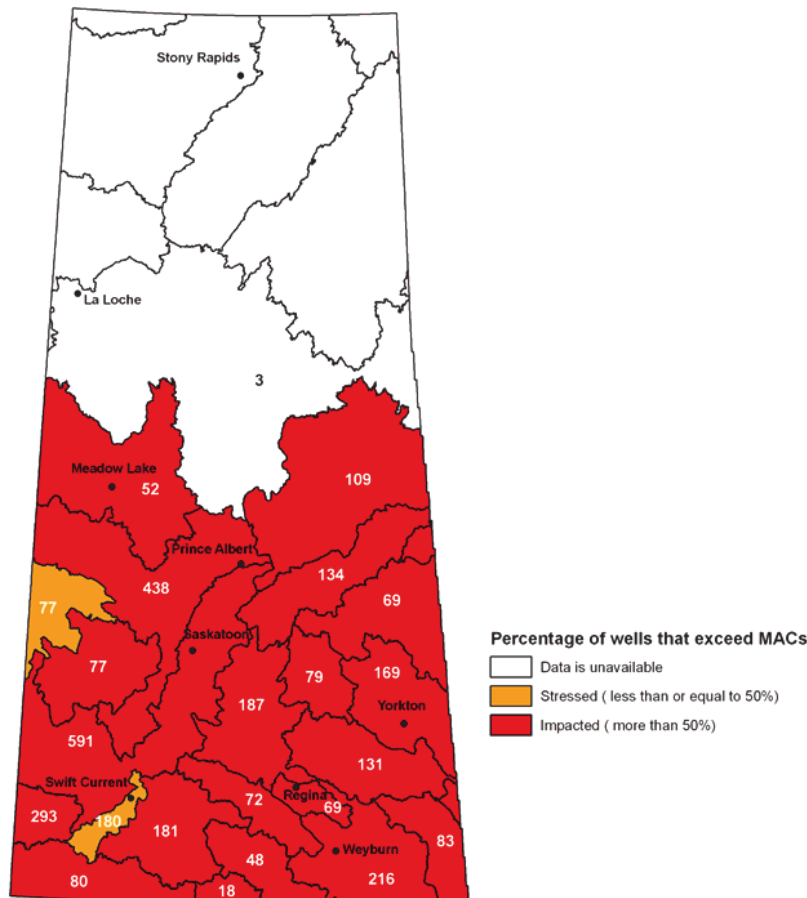 Stony Rapids
La Loche
3
Meadow Lake
52
109
Prince Albert
438
134
77
69
Saskatoon
77
79
169
187
Yorkton
591
131
Swift Current
Regina
72
69
293
180
181
83
Weyburn
48
80
216
18
Percentage of wells that exceed MACs
Data is unavailable
Stressed ( less than or equal to 50%)
Impacted ( more than 50%)